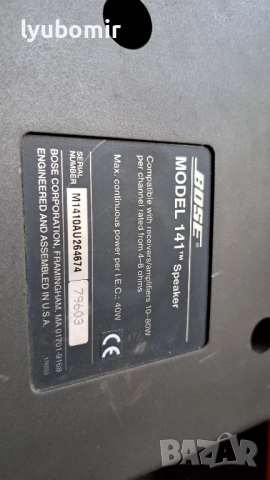 lyubomir
BOSE
MODEL 141™ Speaker
Compatible with receivers/amplifiers 10-80W
per channel rated from 4-8 ohms
Max. continuous power per I.E.C.: 40W
CE
SERIAL
NUMBER
M1410AU264674
79603
BOSE CORPORATION, FRAMINGHAM, MA 01701-9168
ENGINEERED AND ASSEMBLED IN U.S.A.
BAZAR